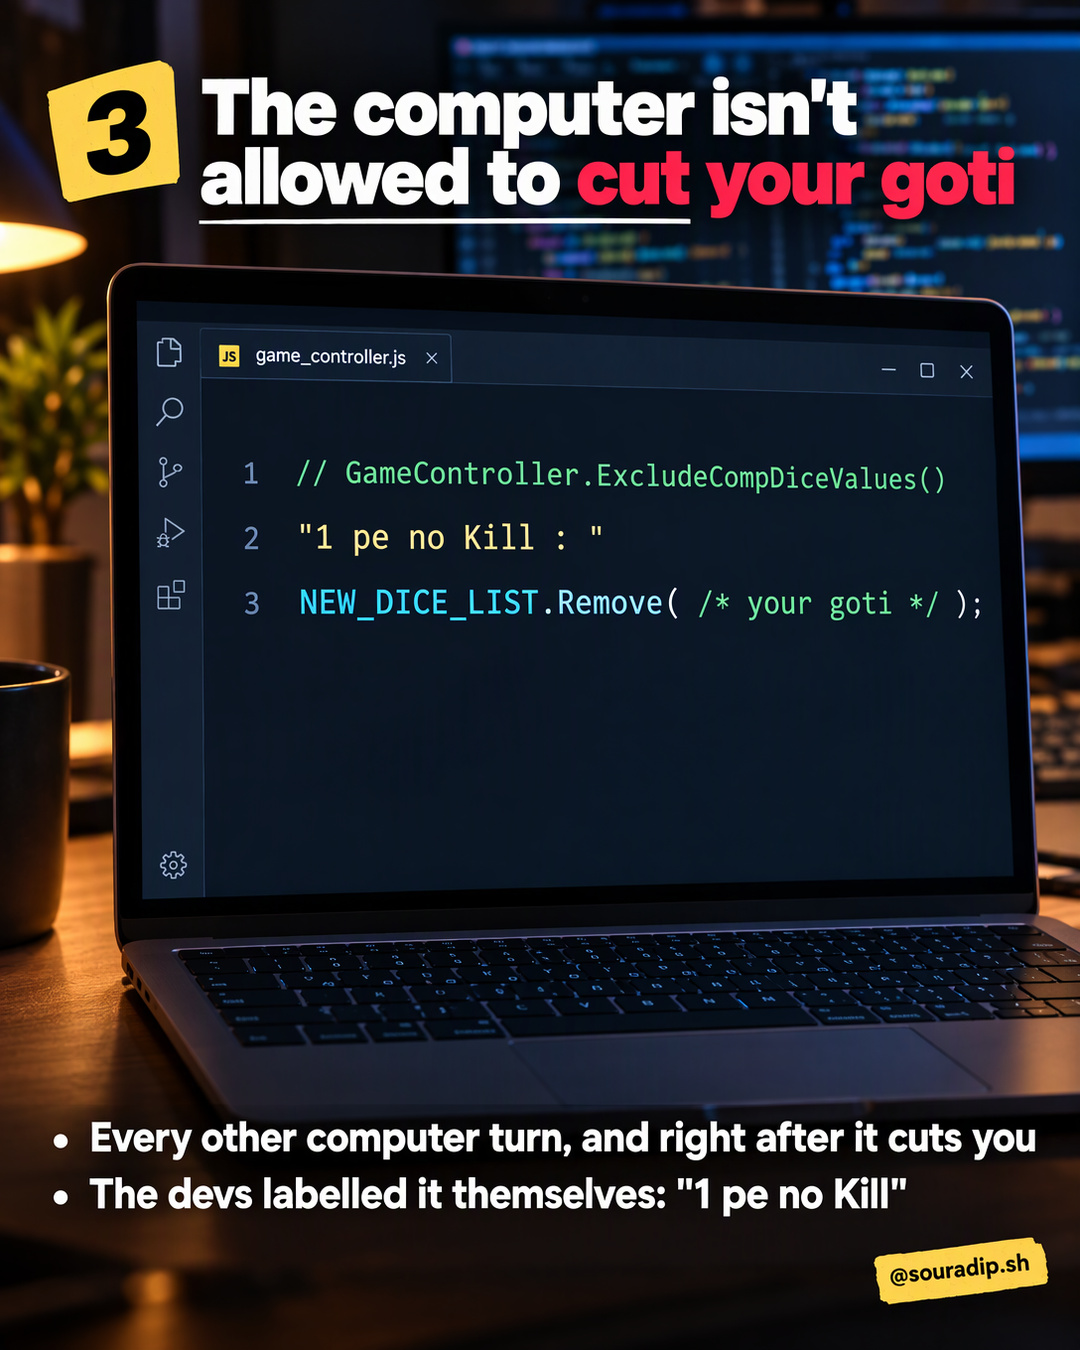 3
The computer isn't
allowed to cut your goti
JS game_controller.js
1 // GameController.ExcludeCompDiceValues()
2 "1 pe no Kill : "
3 NEW_DICE_LIST.Remove( /* your goti */ );
• Every other computer turn, and right after it cuts you
• The devs labelled it themselves: "1 pe no Kill"
@souradip.sh